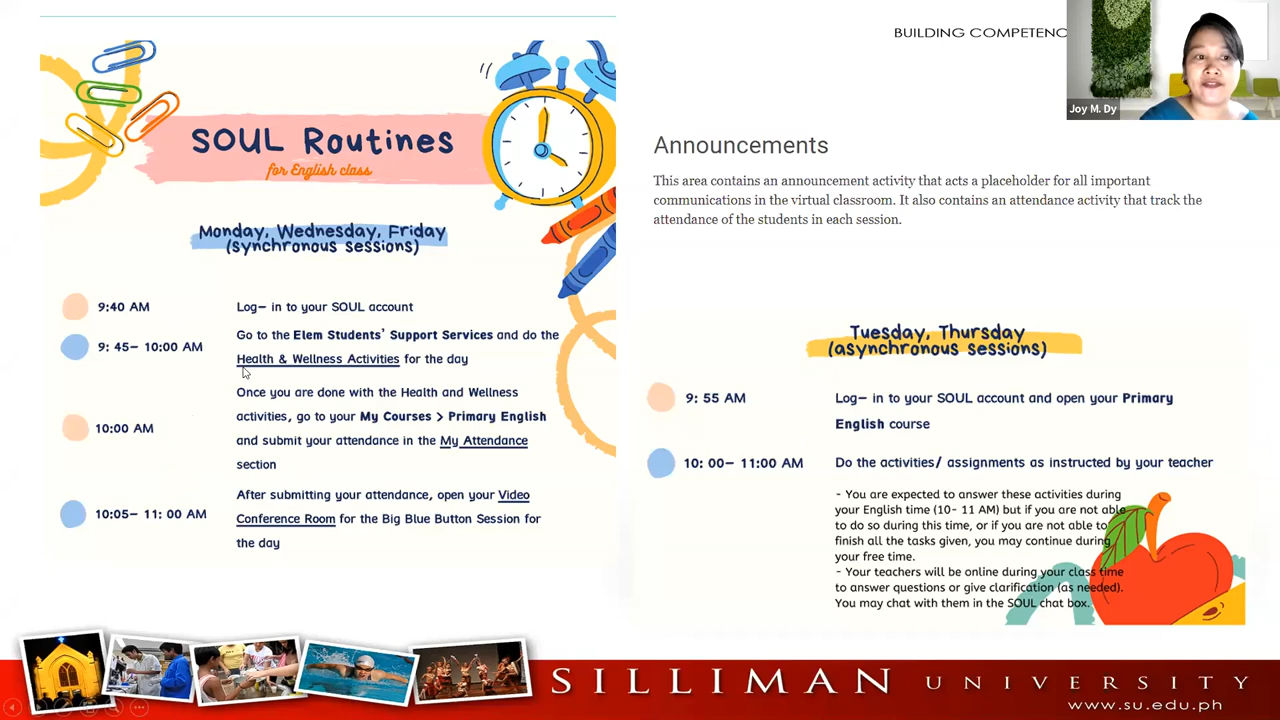 BUILDING COMPETENC
Joy M. Dy
SOUL Routines
for English class
Monday, Wednesday, Friday
(synchronous sessions)
9:40 AM
Log- in to your SOUL account
9: 45- 10:00 AM
Go to the Elem Students' Support Services and do the
Health & Wellness Activities for the day
10:00 AM
Once you are done with the Health and Wellness
activities, go to your My Courses > Primary English
and submit your attendance in the My Attendance
section
10:05- 11: 00 AM
After submitting your attendance, open your Video
Conference Room for the Big Blue Button Session for
the day
Announcements
This area contains an announcement activity that acts a placeholder for all important
communications in the virtual classroom. It also contains an attendance activity that track the
attendance of the students in each session.
Tuesday, Thursday
(asynchronous sessions)
9: 55 AM
Log- in to your SOUL account and open your Primary
English course
10: 00- 11:00 AM
Do the activities/ assignments as instructed by your teacher
- You are expected to answer these activities during
your English time (10- 11 AM) but if you are not able
to do so during this time, or if you are not able to
finish all the tasks given, you may continue during
your free time.
- Your teachers will be online during your class time
to answer questions or give clarification (as needed).
You may chat with them in the SOUL chat box.
SILLIMAN UNIVERSITY
www.su.edu.ph